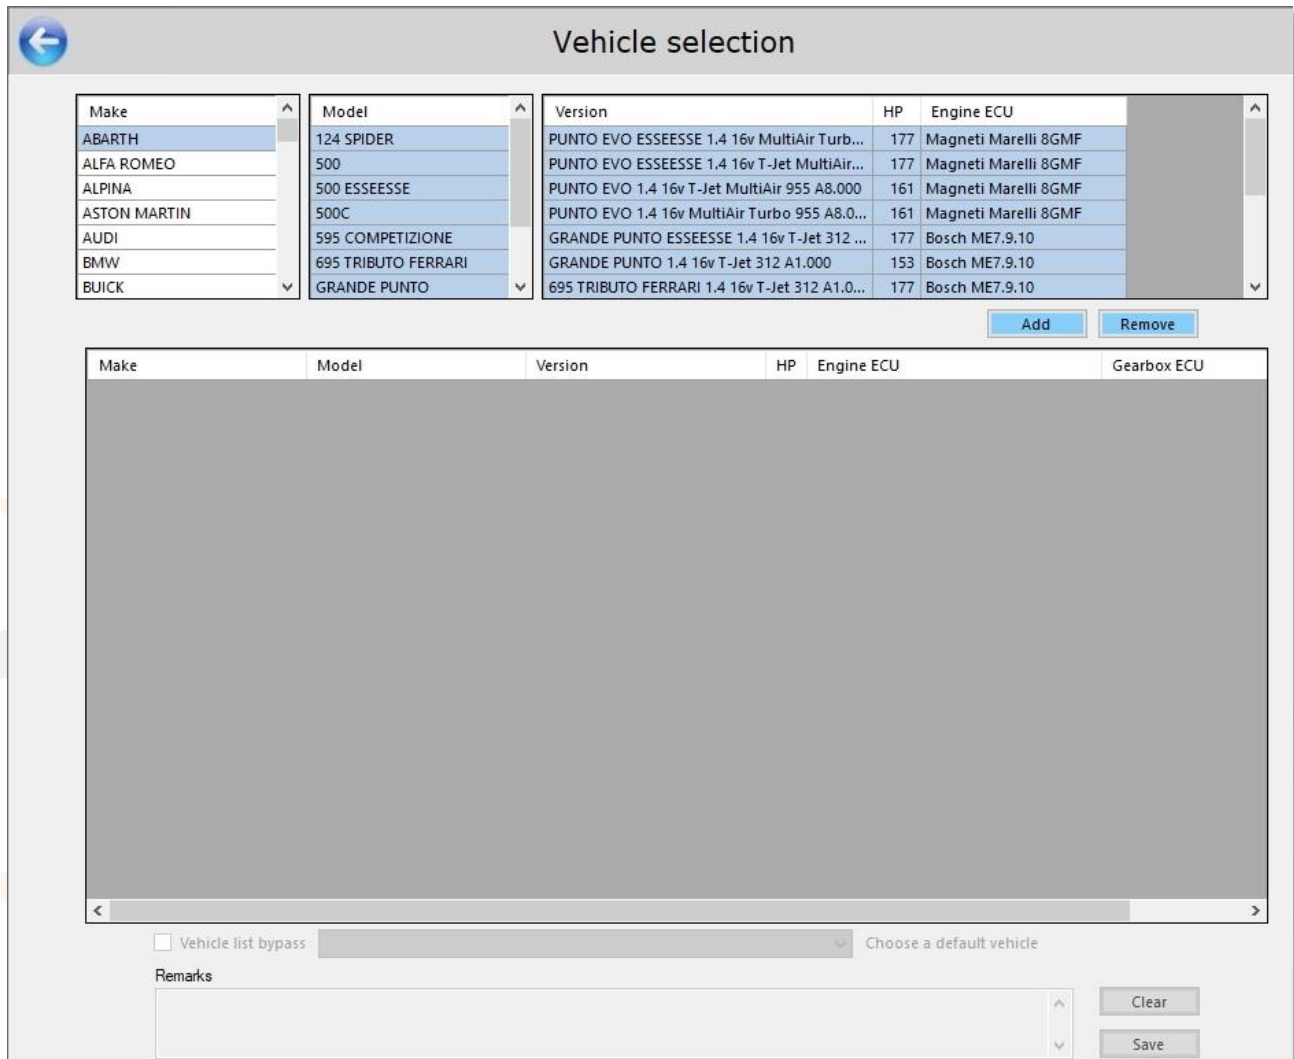 Vehicle selection
Make Model Version HP Engine ECU
ABARTH 124 SPIDER PUNTO EVO ESSEESSE 1.4 16v MultiAir Turb... 177 Magneti Marelli 8GMF
ALFA ROMEO 500 PUNTO EVO ESSEESSE 1.4 16v T-Jet MultiAir... 177 Magneti Marelli 8GMF
ALPINA 500 ESSEESSE PUNTO EVO 1.4 16v T-Jet MultiAir 955 A8.000 161 Magneti Marelli 8GMF
ASTON MARTIN 500C PUNTO EVO 1.4 16v MultiAir Turbo 955 A8.0... 161 Magneti Marelli 8GMF
AUDI 595 COMPETIZIONE GRANDE PUNTO ESSEESSE 1.4 16v T-Jet 312 ... 177 Bosch ME7.9.10
BMW 695 TRIBUTO FERRARI GRANDE PUNTO 1.4 16v T-Jet 312 A1.000 153 Bosch ME7.9.10
BUICK GRANDE PUNTO 695 TRIBUTO FERRARI 1.4 16v T-Jet 312 A1.0... 177 Bosch ME7.9.10
Add Remove
Make Model Version HP Engine ECU Gearbox ECU
Vehicle list bypass Choose a default vehicle
Remarks
Clear
Save